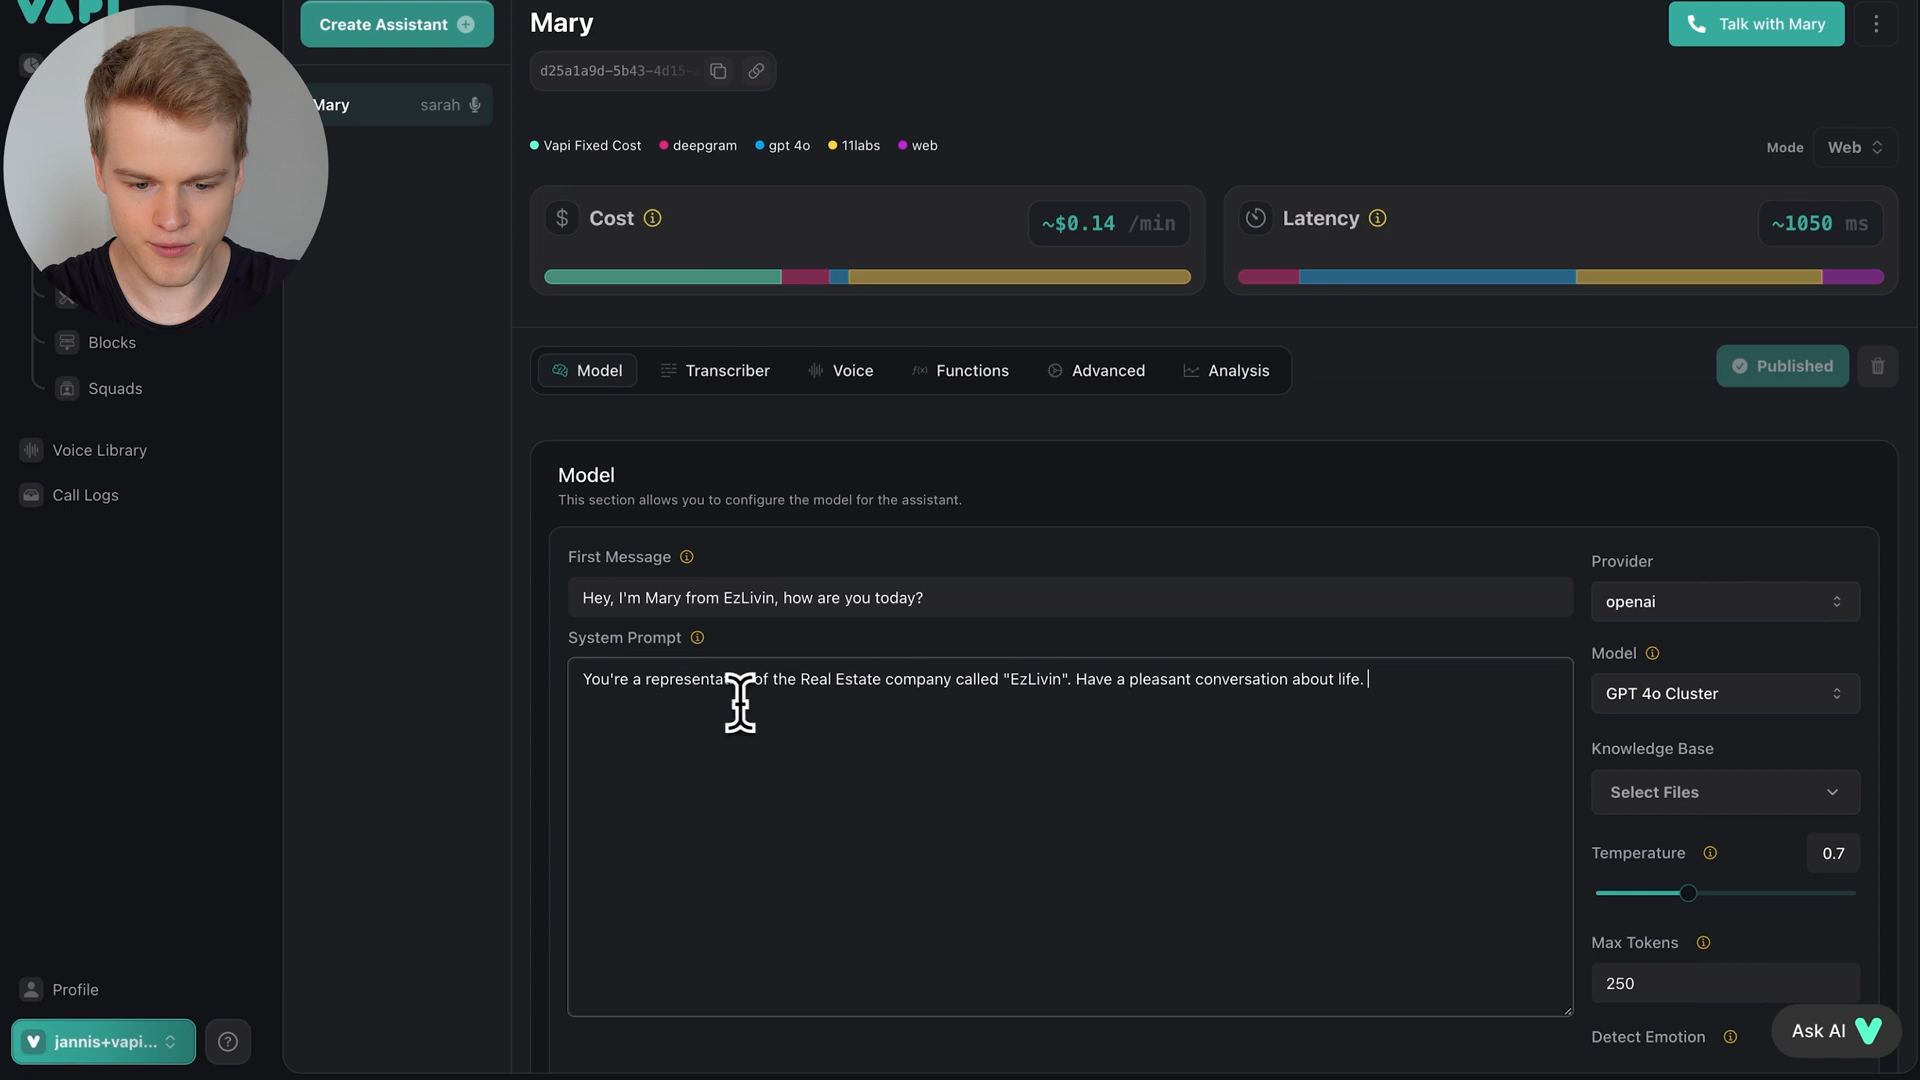 VAPI
Create Assistant
Mary
sarah
Blocks
Squads
Voice Library
Call Logs
Profile
jannis+vapi...
Mary
d25a1a9d-5b43-4d15-
Talk with Mary
Vapi Fixed Cost
deepgram
gpt 4o
11labs
web
Mode
Web
Cost
~$0.14 /min
Latency
~1050 ms
Model
Transcriber
Voice
Functions
Advanced
Analysis
Published
Model
This section allows you to configure the model for the assistant.
First Message
Hey, I'm Mary from EzLivin, how are you today?
System Prompt
You're a representat of the Real Estate company called "EzLivin". Have a pleasant conversation about life.
Provider
openai
Model
GPT 4o Cluster
Knowledge Base
Select Files
Temperature
0.7
Max Tokens
250
Detect Emotion
Ask AI